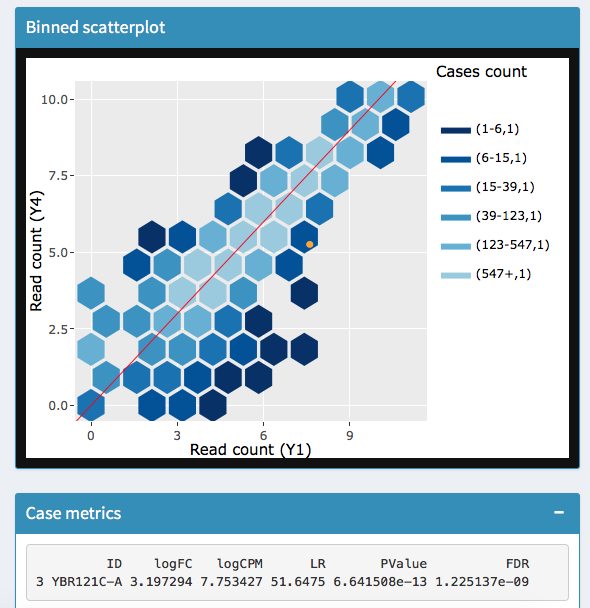 Binned scatterplot
Cases count
10.0
7.5
5.0
2.5
0.0
Read count (Y4)
0 3 6 9
Read count (Y1)
(1-6,1)
(6-15,1)
(15-39,1)
(39-123,1)
(123-547,1)
(547+,1)
Case metrics −
ID logFC logCPM LR PValue FDR
3 YBR121C-A 3.197294 7.753427 51.6475 6.641508e-13 1.225137e-09